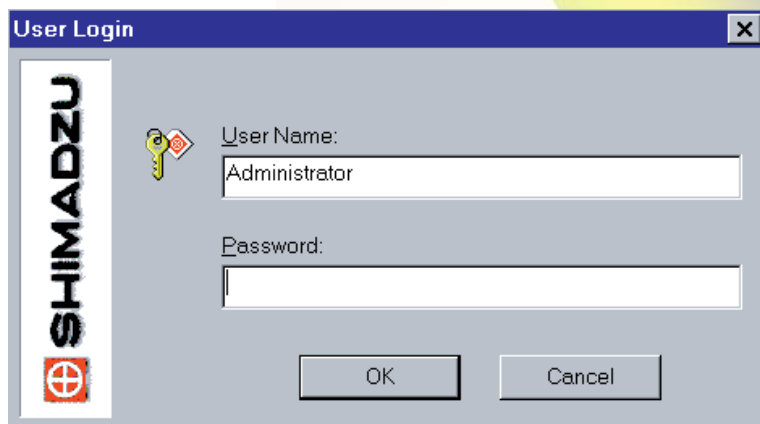 User Login
SHIMADZU
User Name:
Administrator
Password:
OK
Cancel